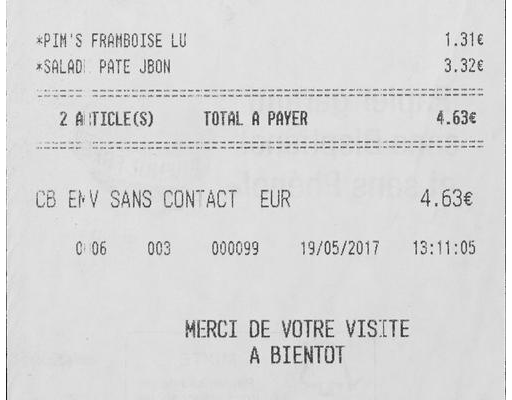 *PIM'S FRAMBOISE LU 1.31€
*SALADE PATE JBON 3.32€
2 ARTICLE(S) TOTAL A PAYER 4.63€
CB EMV SANS CONTACT EUR 4.63€
0006 003 000099 19/05/2017 13:11:05
MERCI DE VOTRE VISITE
A BIENTOT